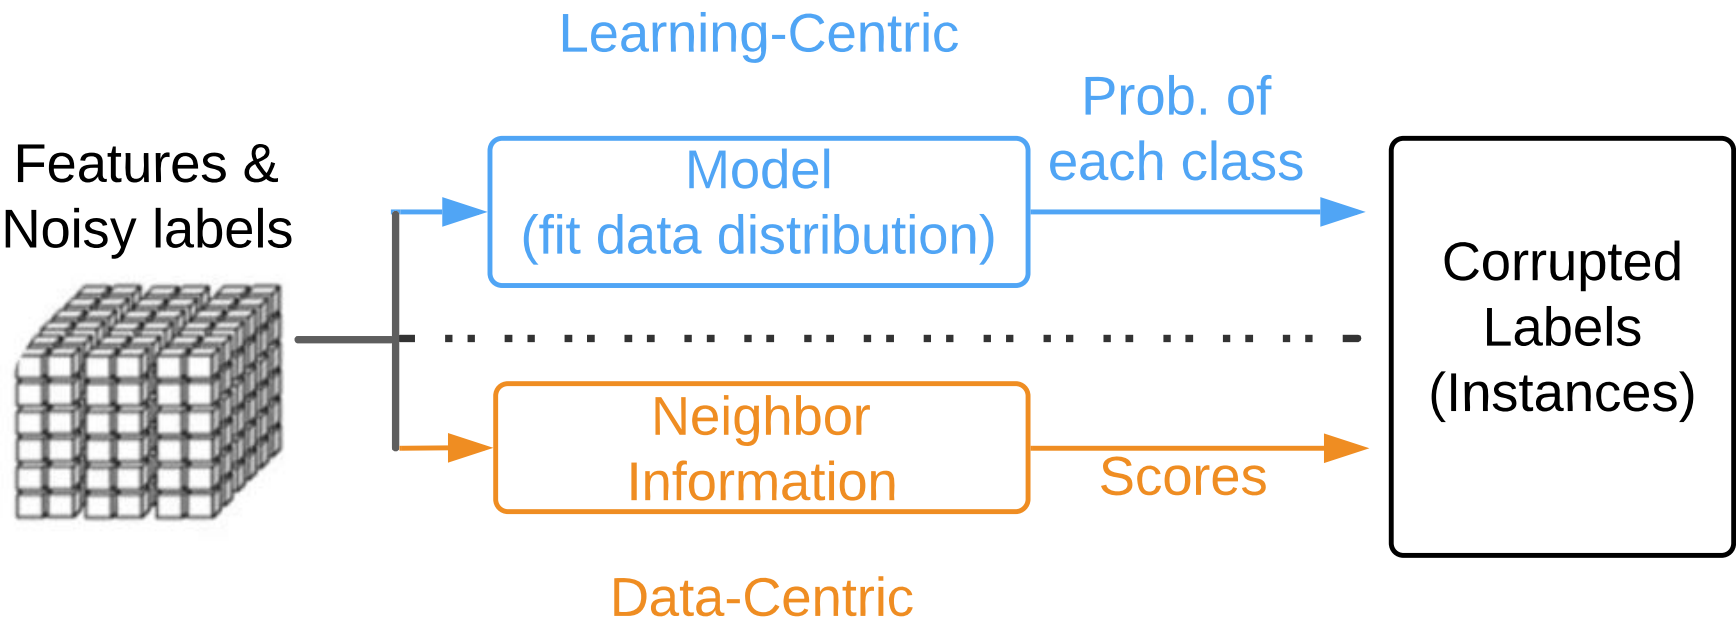 Learning-Centric
Prob. of
each class
Features &
Noisy labels
Model
(fit data distribution)
Corrupted
Labels
(Instances)
Neighbor
Information
Scores
Data-Centric